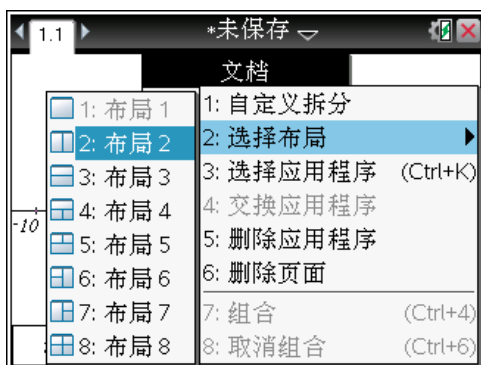 1.1
*未保存
文档
1: 自定义拆分
2: 选择布局
3: 选择应用程序 (Ctrl+K)
4: 交换应用程序
5: 删除应用程序
6: 删除页面
7: 组合 (Ctrl+4)
8: 取消组合 (Ctrl+6)
1: 布局 1
2: 布局 2
3: 布局 3
4: 布局 4
5: 布局 5
6: 布局 6
7: 布局 7
8: 布局 8
-10